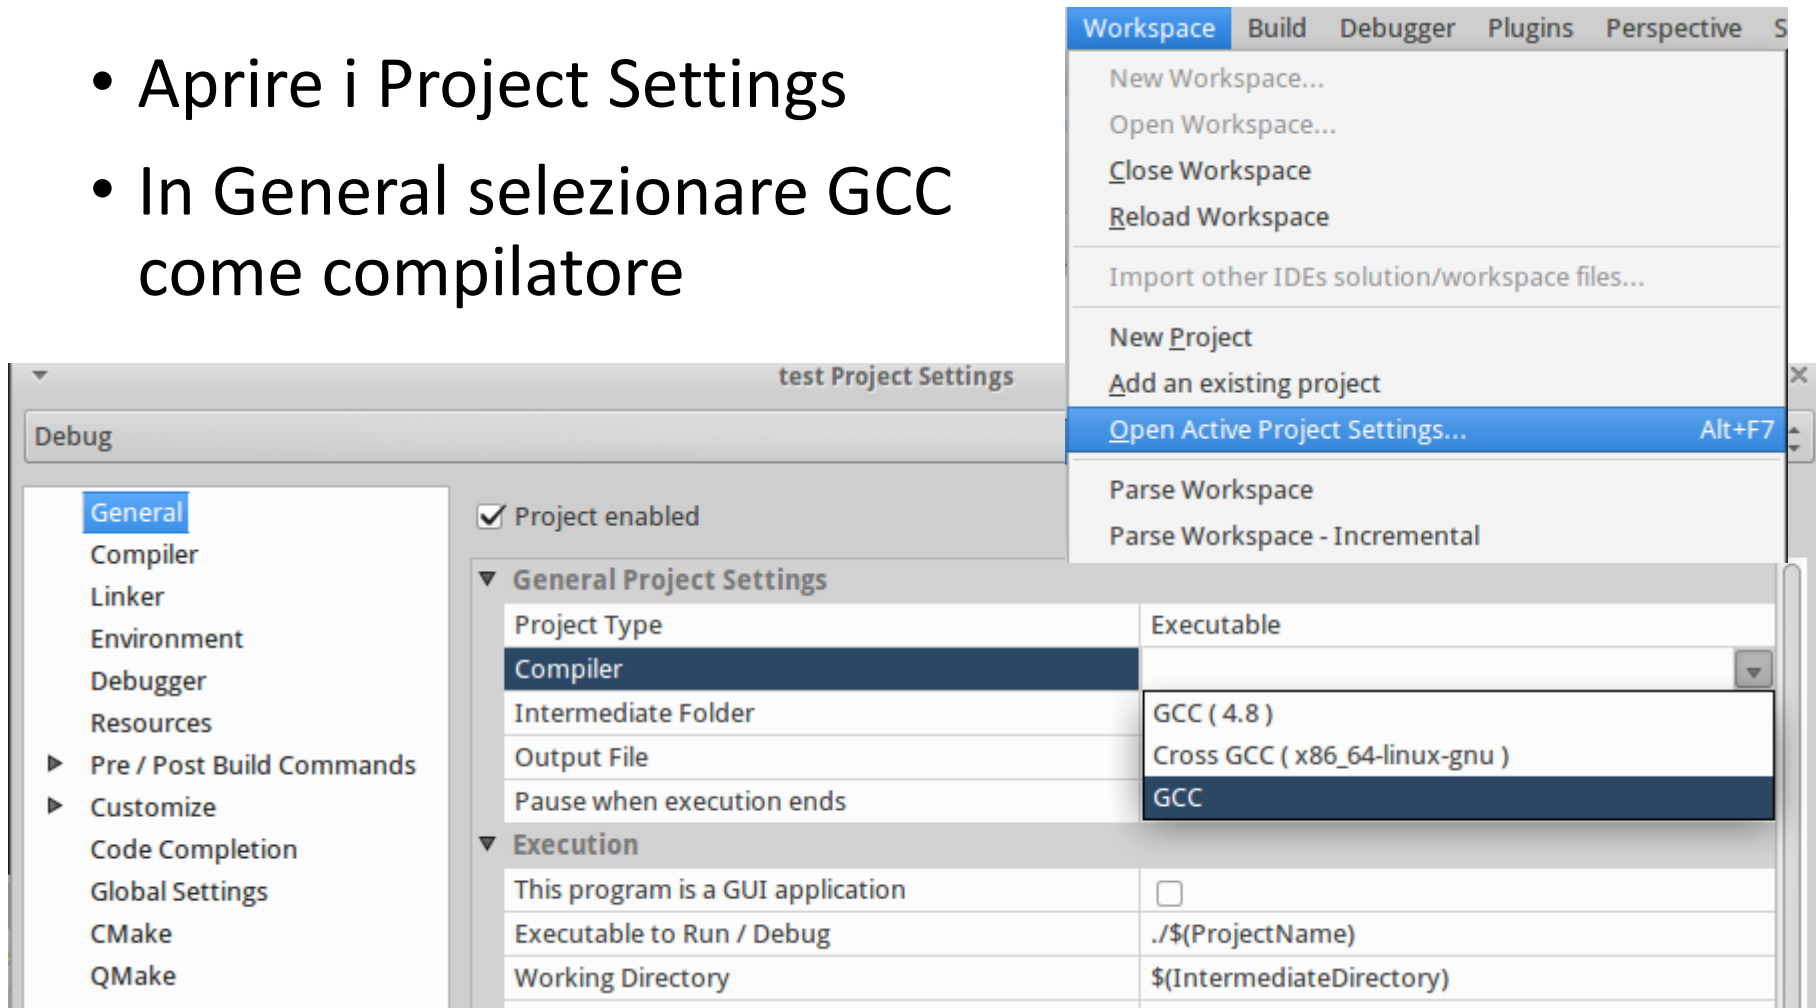 • Aprire i Project Settings
• In General selezionare GCC
come compilatore
Workspace Build Debugger Plugins Perspective S
New Workspace...
Open Workspace...
Close Workspace
Reload Workspace
Import other IDEs solution/workspace files...
New Project
Add an existing project
Open Active Project Settings... Alt+F7
Parse Workspace
Parse Workspace - Incremental
test Project Settings
Debug
General
Compiler
Linker
Environment
Debugger
Resources
Pre / Post Build Commands
Customize
Code Completion
Global Settings
CMake
QMake
Project enabled
General Project Settings
Project Type Executable
Compiler
Intermediate Folder
Output File
Pause when execution ends
GCC ( 4.8 )
Cross GCC ( x86_64-linux-gnu )
GCC
Execution
This program is a GUI application
Executable to Run / Debug ./$(ProjectName)
Working Directory $(IntermediateDirectory)